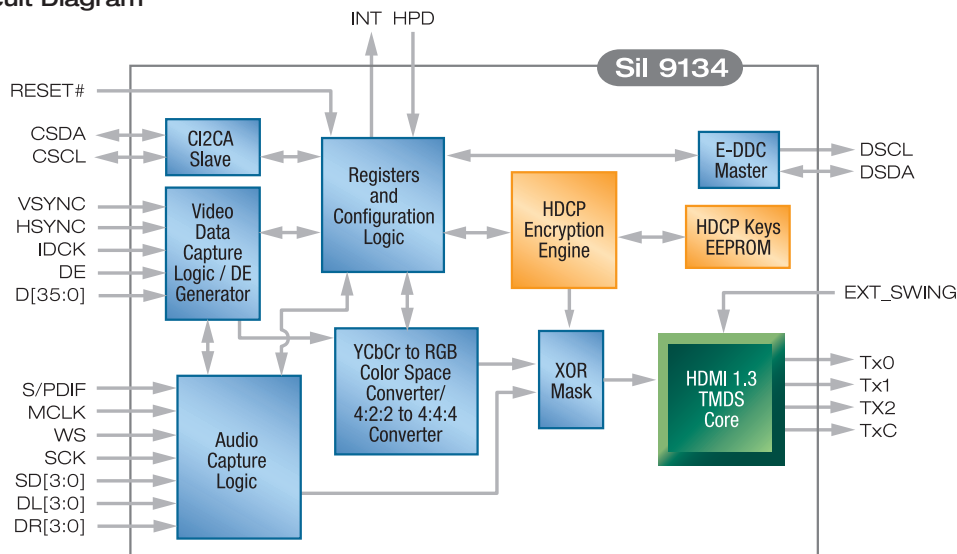 cuit Diagram
INT HPD
Sil 9134
RESET#
CSDA
CSCL
CI2CA
Slave
Registers
and
Configuration
Logic
E-DDC
Master
DSCL
DSDA
VSYNC
HSYNC
IDCK
DE
D[35:0]
Video
Data
Capture
Logic / DE
Generator
HDCP
Encryption
Engine
HDCP Keys
EEPROM
EXT_SWING
YCbCr to RGB
Color Space
Converter/
4:2:2 to 4:4:4
Converter
XOR
Mask
HDMI 1.3
TMDS
Core
Tx0
Tx1
TX2
TxC
S/PDIF
MCLK
WS
SCK
SD[3:0]
DL[3:0]
DR[3:0]
Audio
Capture
Logic